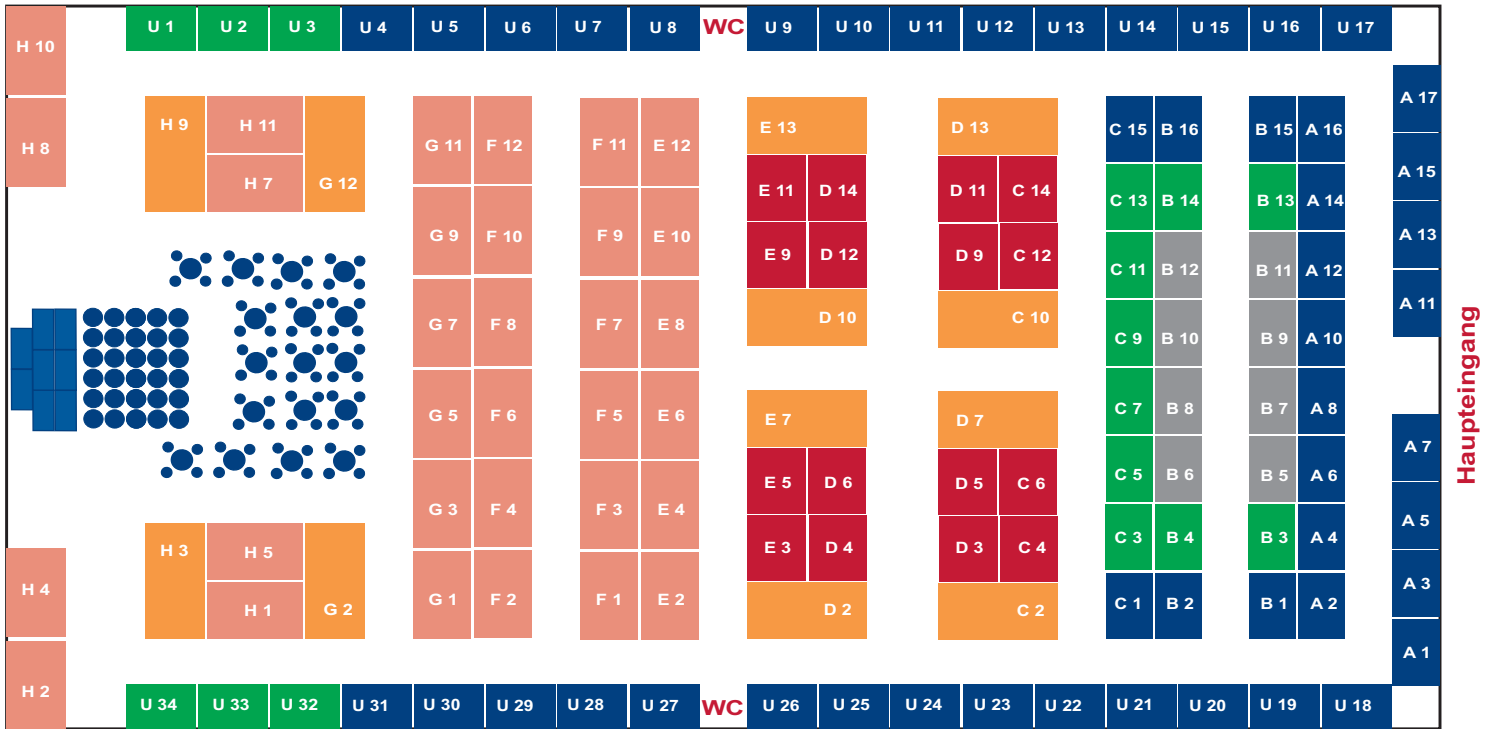 U 1 U 2 U 3 U 4 U 5 U 6 U 7 U 8 WC U 9 U 10 U 11 U 12 U 13 U 14 U 15 U 16 U 17
H 10
A 17
H 9 H 11 E 13 D 13
C 15 B 16 B 15 A 16
H 8 G 11 F 12 F 11 E 12
A 15
H 7 G 12
E 11 D 14 D 11 C 14
C 13 B 14 B 13 A 14
G 9 F 10 F 9 E 10
A 13
E 9 D 12 D 9 C 12
C 11 B 12 B 11 A 12
A 11
G 7 F 8 F 7 E 8 D 10 C 10
C 9 B 10 B 9 A 10
Haupteingang
G 5 F 6 F 5 E 6 E 7 D 7
C 7 B 8 B 7 A 8
A 7
E 5 D 6 D 5 C 6
C 5 B 6 B 5 A 6
G 3 F 4 F 3 E 4
A 5
H 3 H 5
E 3 D 4 D 3 C 4
C 3 B 4 B 3 A 4
H 4
A 3
H 1 G 2
G 1 F 2 F 1 E 2 D 2 C 2
C 1 B 2 B 1 A 2
A 1
H 2
U 34 U 33 U 32 U 31 U 30 U 29 U 28 U 27 WC U 26 U 25 U 24 U 23 U 22 U 21 U 20 U 19 U 18